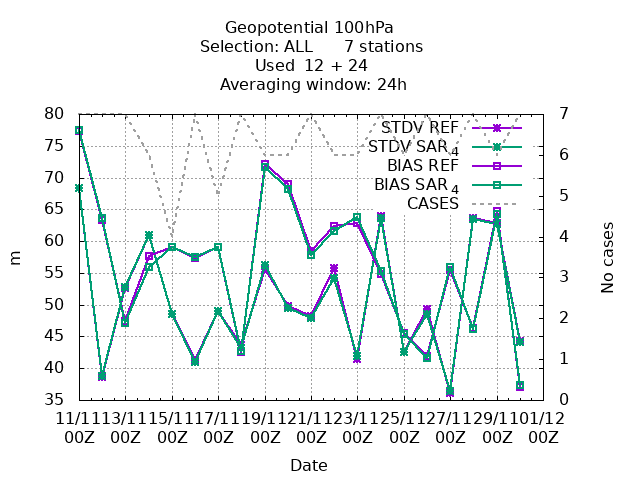 Geopotential 100hPa
Selection: ALL 7 stations
Used 12 + 24
Averaging window: 24h
80
75
70
65
60
55
50
45
40
35
m
7
6
5
4
3
2
1
0
No cases
STDV REF
STDV SAR4
BIAS REF
BIAS SAR4
CASES
11/11 13/11 15/11 17/11 19/11 21/11 23/11 25/11 27/11 29/11 01/12
00Z 00Z 00Z 00Z 00Z 00Z 00Z 00Z 00Z 00Z 00Z
Date